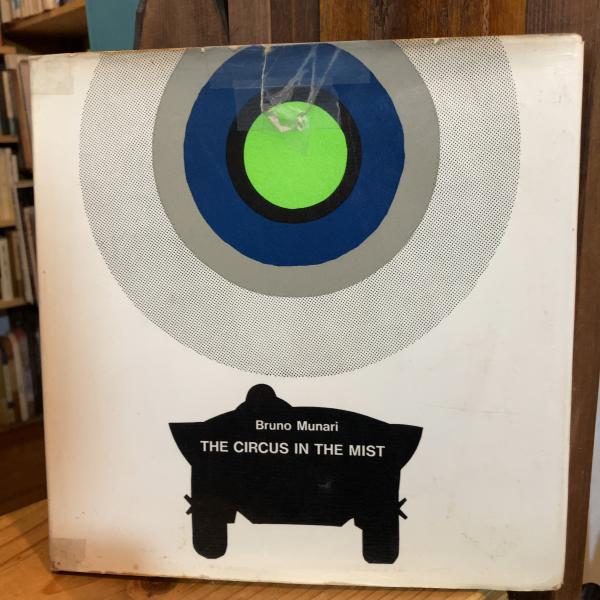 Bruno Munari
THE CIRCUS IN THE MIST